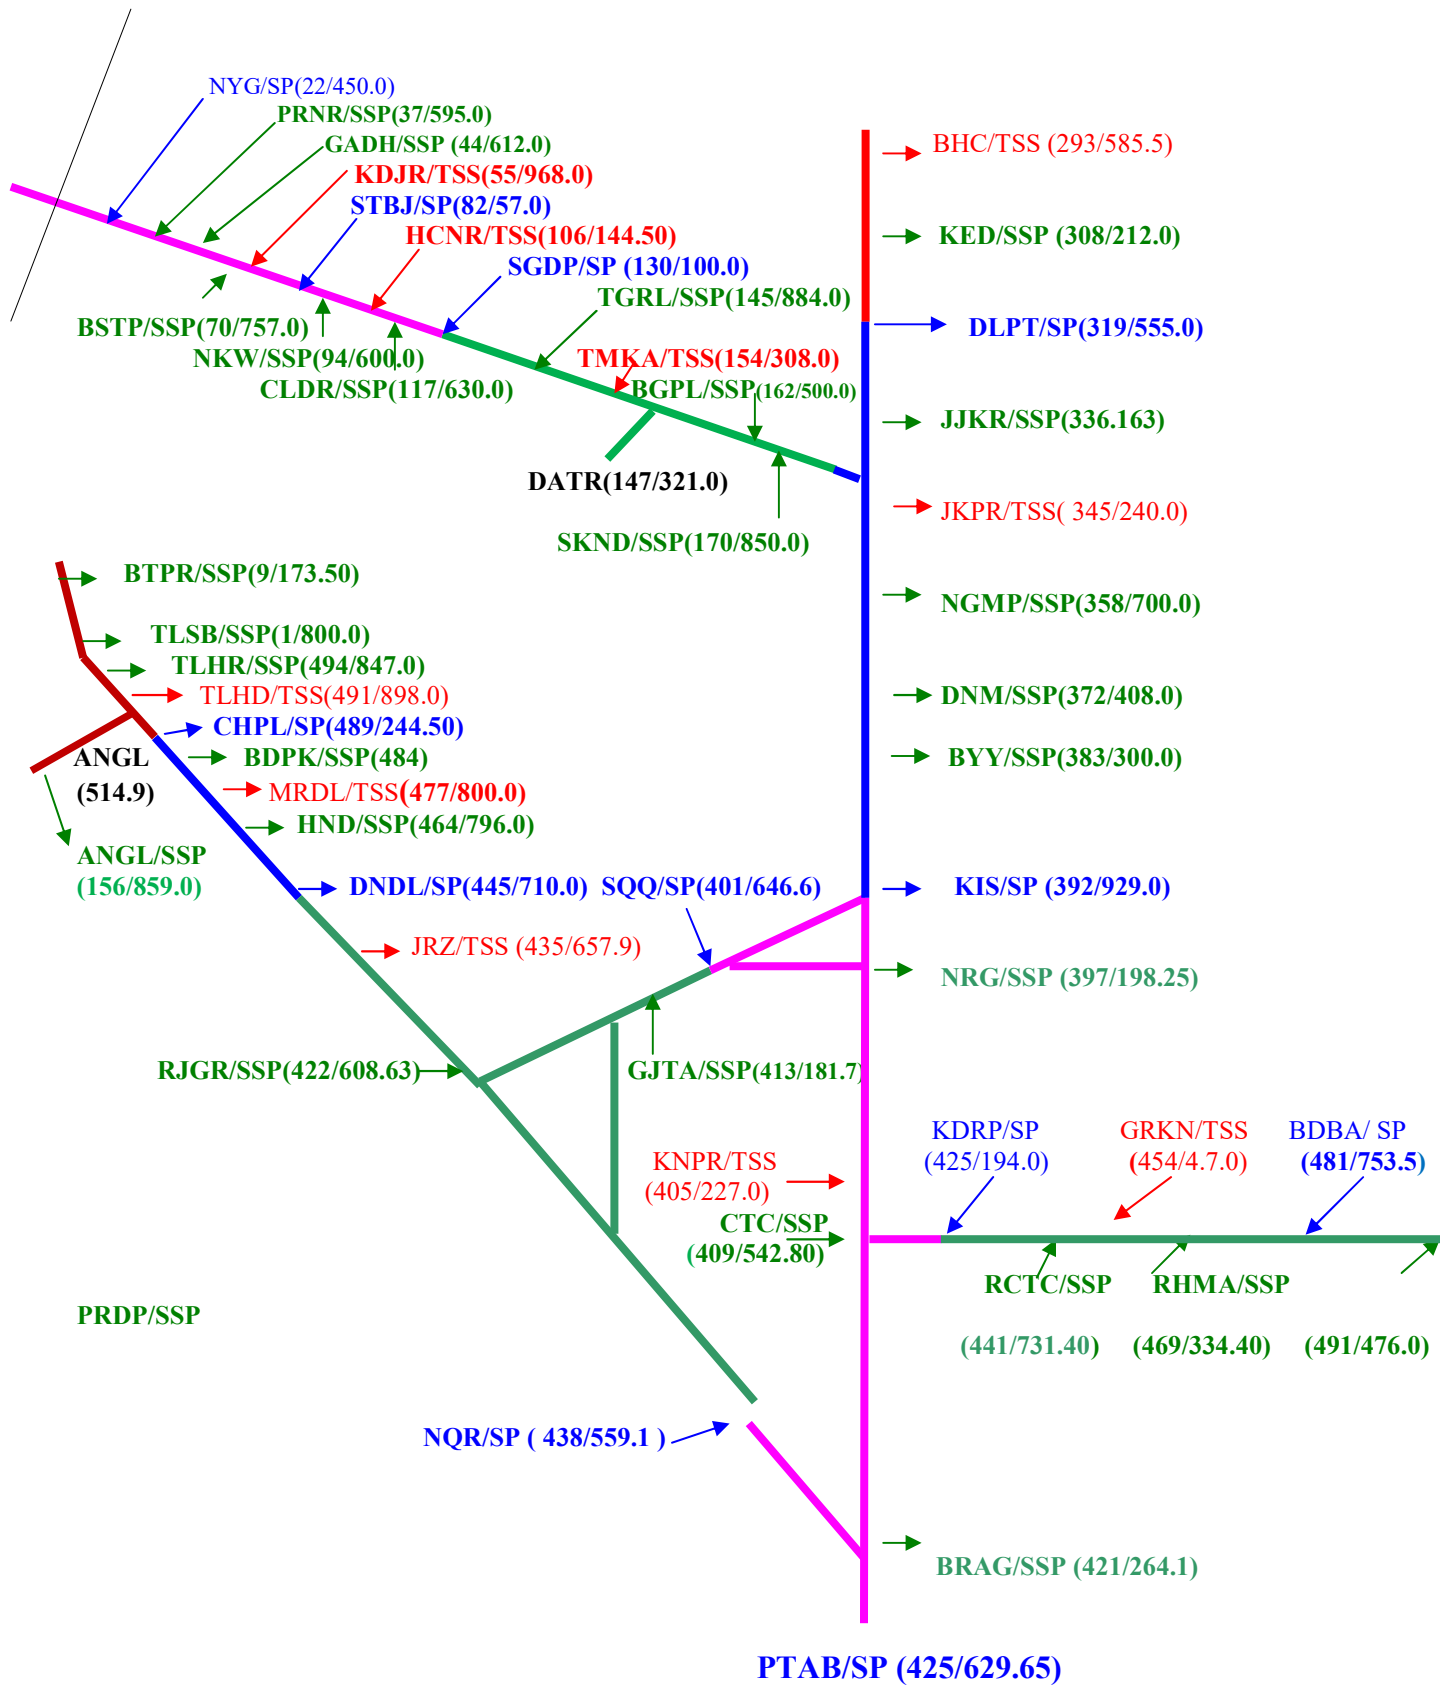 NYG/SP(22/450.0)
PRNR/SSP(37/595.0)
GADH/SSP (44/612.0)
KDJR/TSS(55/968.0)
STBJ/SP(82/57.0)
HCNR/TSS(106/144.50)
SGDP/SP (130/100.0)
TGRL/SSP(145/884.0)
BSTP/SSP(70/757.0)
NKW/SSP(94/600.0)
CLDR/SSP(117/630.0)
TMKA/TSS(154/308.0)
BGPL/SSP(162/500.0)
DATR(147/321.0)
SKND/SSP(170/850.0)
BHC/TSS (293/585.5)
KED/SSP (308/212.0)
DLPT/SP(319/555.0)
JJKR/SSP(336.163)
JKPR/TSS( 345/240.0)
NGMP/SSP(358/700.0)
DNM/SSP(372/408.0)
BYY/SSP(383/300.0)
KIS/SP (392/929.0)
NRG/SSP (397/198.25)
BTPR/SSP(9/173.50)
TLSB/SSP(1/800.0)
TLHR/SSP(494/847.0)
TLHD/TSS(491/898.0)
CHPL/SP(489/244.50)
ANGL
(514.9)
BDPK/SSP(484)
MRDL/TSS(477/800.0)
HND/SSP(464/796.0)
ANGL/SSP
(156/859.0)
DNDL/SP(445/710.0)
SQQ/SP(401/646.6)
JRZ/TSS (435/657.9)
RJGR/SSP(422/608.63)
GJTA/SSP(413/181.7)
KDRP/SP
(425/194.0)
GRKN/TSS
(454/4.7.0)
BDBA/ SP
(481/753.5)
KNPR/TSS
(405/227.0)
CTC/SSP
(409/542.80)
RCTC/SSP
(441/731.40)
RHMA/SSP
(469/334.40)
(491/476.0)
PRDP/SSP
NQR/SP ( 438/559.1 )
BRAG/SSP (421/264.1)
PTAB/SP (425/629.65)